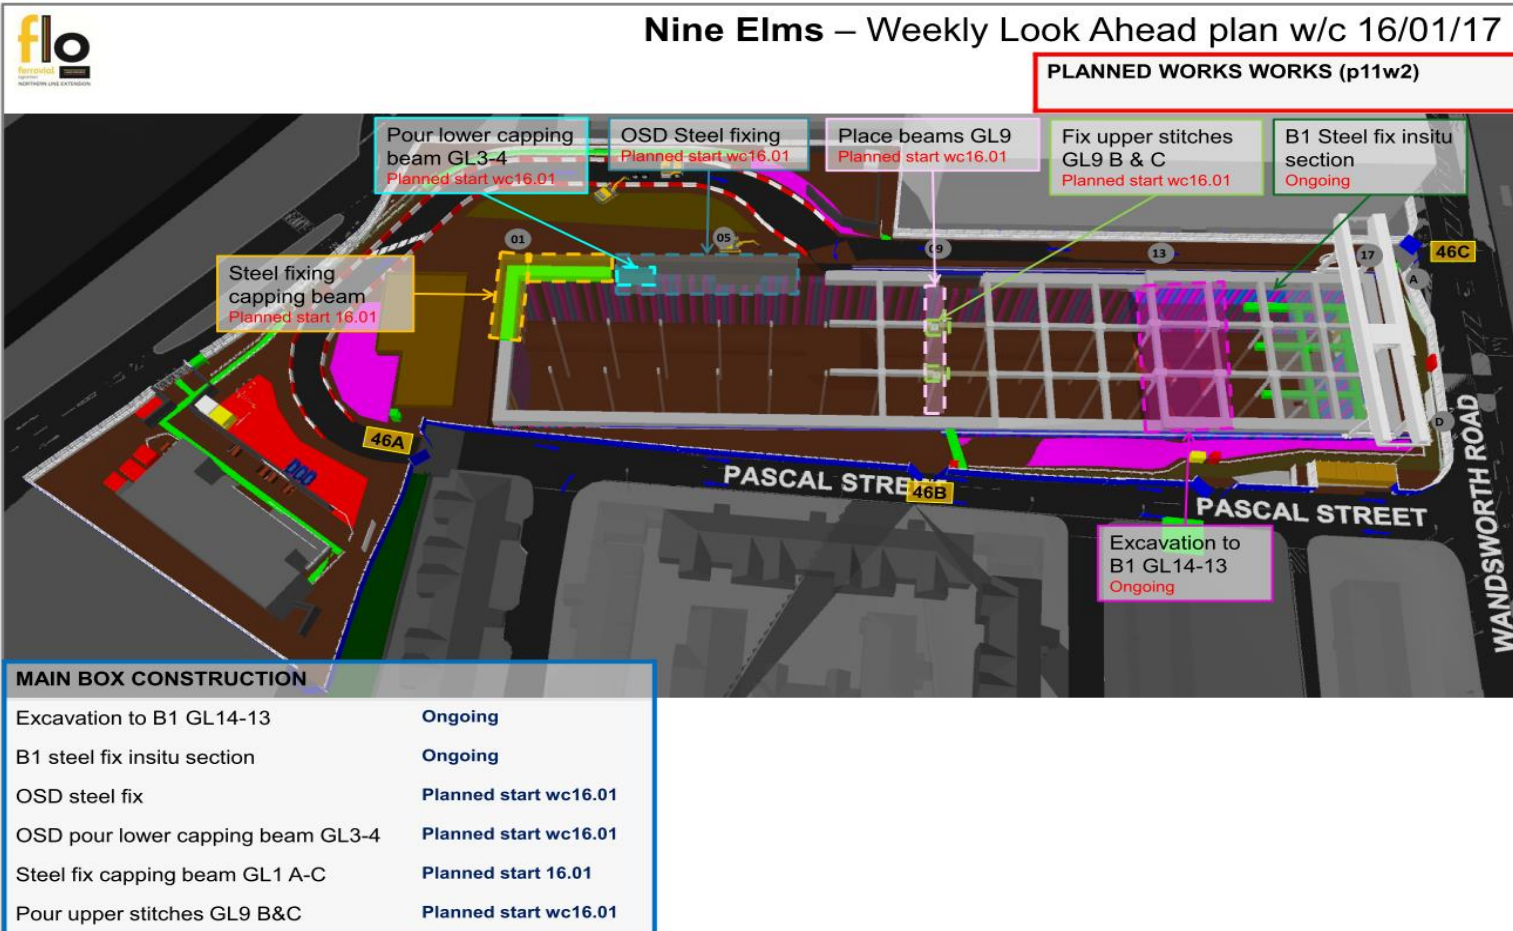 flo
ferrovial
NORTHERN LINE EXTENSION
Nine Elms – Weekly Look Ahead plan w/c 16/01/17
PLANNED WORKS WORKS (p11w2)
Pour lower capping
beam GL3-4
Planned start wc16.01
OSD Steel fixing
Planned start wc16.01
Place beams GL9
Planned start wc16.01
Fix upper stitches
GL9 B & C
Planned start wc16.01
B1 Steel fix insitu
section
Ongoing
Steel fixing
capping beam
Planned start 16.01
01
05
09
13
17
A
D
46C
46A
46B
PASCAL STREET
PASCAL STREET
WANDSWORTH ROAD
Excavation to
B1 GL14-13
Ongoing
MAIN BOX CONSTRUCTION
Excavation to B1 GL14-13 Ongoing
B1 steel fix insitu section Ongoing
OSD steel fix Planned start wc16.01
OSD pour lower capping beam GL3-4 Planned start wc16.01
Steel fix capping beam GL1 A-C Planned start 16.01
Pour upper stitches GL9 B&C Planned start wc16.01